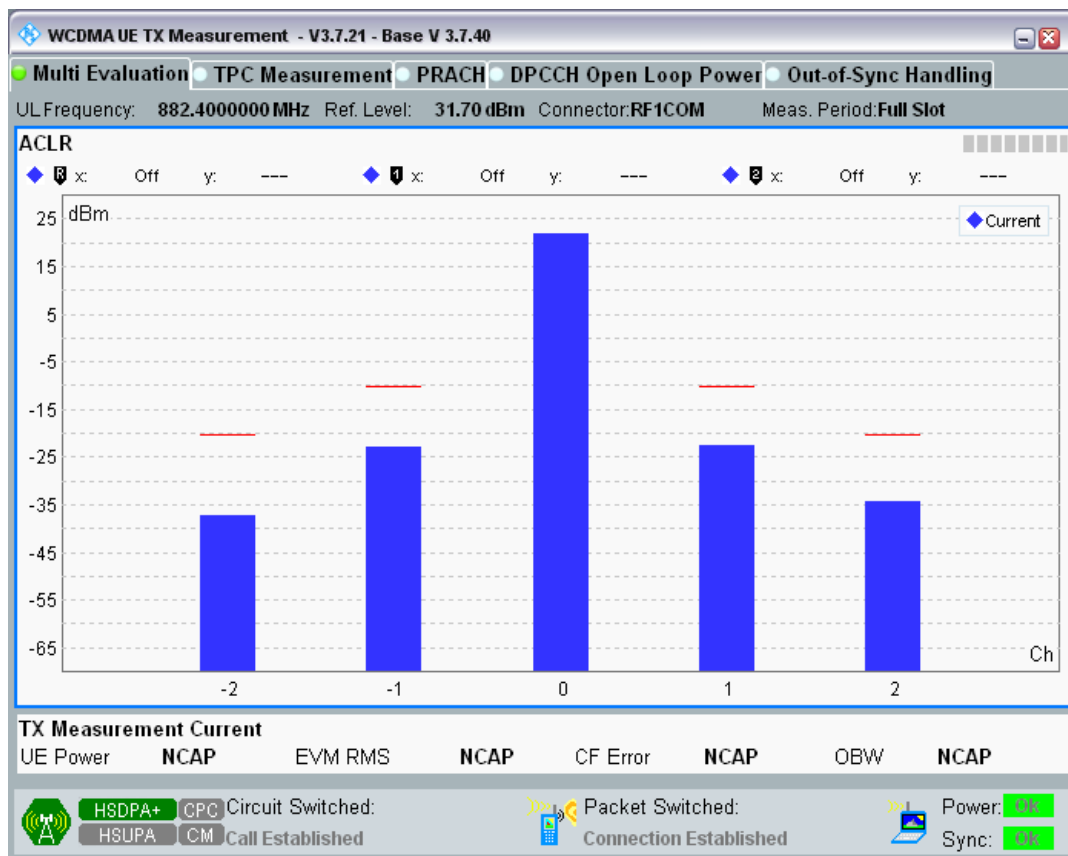 WCDMA UE TX Measurement - V3.7.21 - Base V 3.7.40
Multi Evaluation TPC Measurement PRACH DPCCH Open Loop Power Out-of-Sync Handling
UL Frequency: 882.4000000 MHz Ref. Level: 31.70 dBm Connector:RF1COM Meas. Period:Full Slot
ACLR
R x: Off y: --- 1 x: Off y: --- 2 x: Off y: ---
dBm
Current
25
15
5
-5
-15
-25
-35
-45
-55
-65
Ch
-2 -1 0 1 2
TX Measurement Current
UE Power NCAP EVM RMS NCAP CF Error NCAP OBW NCAP
HSDPA+ CPC Circuit Switched: Packet Switched: Power: OK
HSUPA CM Call Established Connection Established Sync: OK